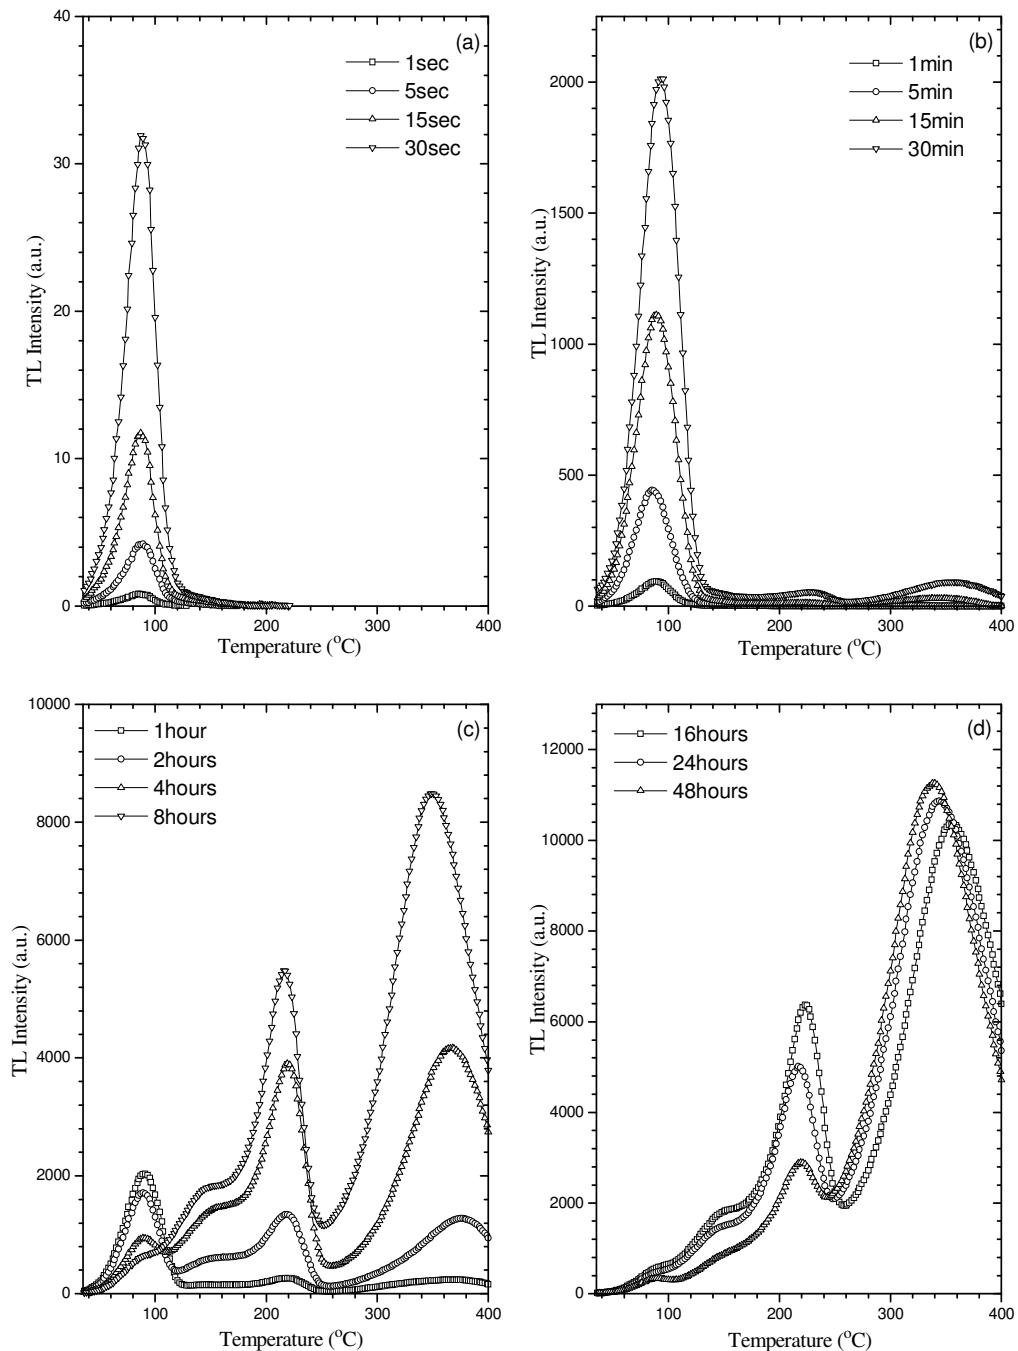 (a)
1sec
5sec
15sec
30sec
40
30
20
10
0
100
200
300
400
TL Intensity (a.u.)
Temperature (°C)
(b)
1min
5min
15min
30min
2000
1500
1000
500
0
100
200
300
400
TL Intensity (a.u.)
Temperature (°C)
(c)
1hour
2hours
4hours
8hours
10000
8000
6000
4000
2000
0
100
200
300
400
TL Intensity (a.u.)
Temperature (°C)
(d)
16hours
24hours
48hours
12000
10000
8000
6000
4000
2000
0
100
200
300
400
TL Intensity (a.u.)
Temperature (°C)